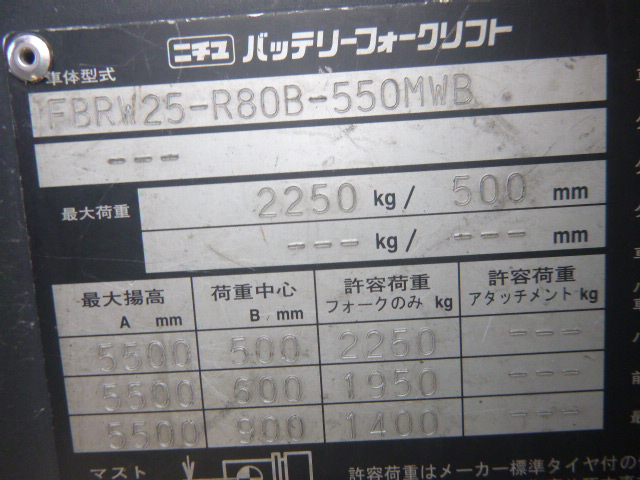 ニチユ バッテリーフォークリフト
車体型式
FBRW25-R80B-550MWB
---
最大荷重 2250 kg/ 500 mm
--- kg/ --- mm
最大揚高 荷重中心 許容荷重 許容荷重
A mm B/mm フォークのみ kg アタッチメント kg
5500 500 2250 ---
5500 600 1950 ---
5500 900 1400 ---
マスト
許容荷重はメーカー標準タイヤ付の